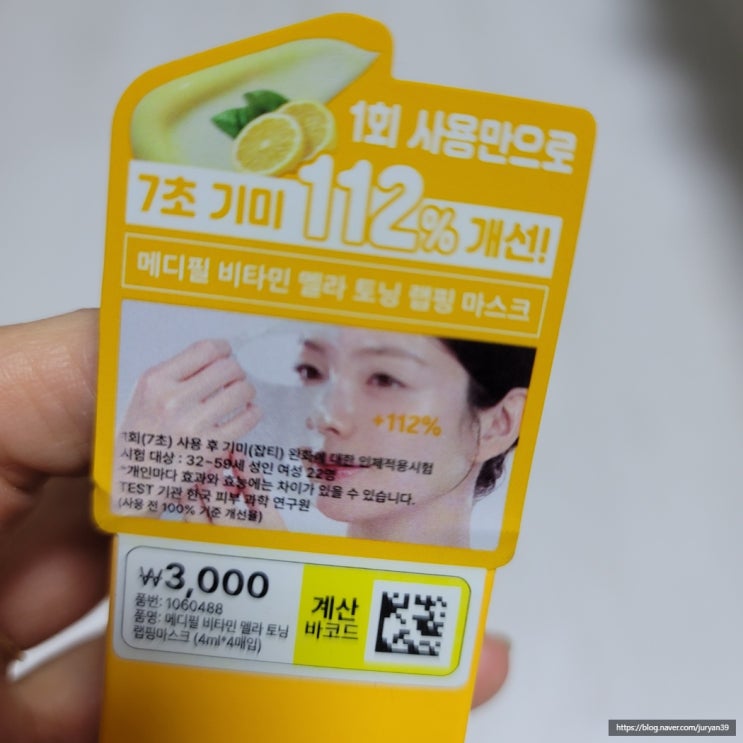 1회 사용만으로
7초 기미 112% 개선!
메디필 비타민 멜라 토닝 랩핑 마스크
+112%
1회(7초) 사용 후 기미(잡티) 완화에 대한 인체적용시험
시험 대상 : 32~59세 성인 여성 22명
*개인마다 효과와 효능에는 차이가 있을 수 있습니다.
TEST 기관 한국 피부 과학 연구원
(사용 전 100% 기준 개선율)
₩3,000
품번: 1060488
품명: 메디필 비타민 멜라 토닝
랩핑마스크 (4ml*4매입)
계산
바코드
https://blog.naver.com/juryan39